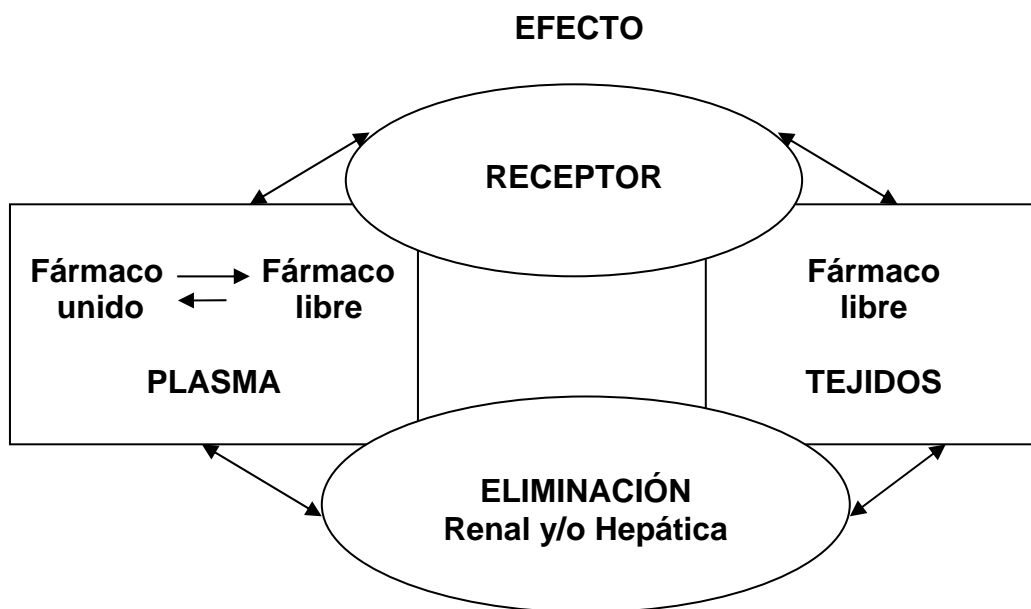 EFECTO
RECEPTOR
Fármaco
unido
Fármaco
libre
PLASMA
Fármaco
libre
TEJIDOS
ELIMINACIÓN
Renal y/o Hepática